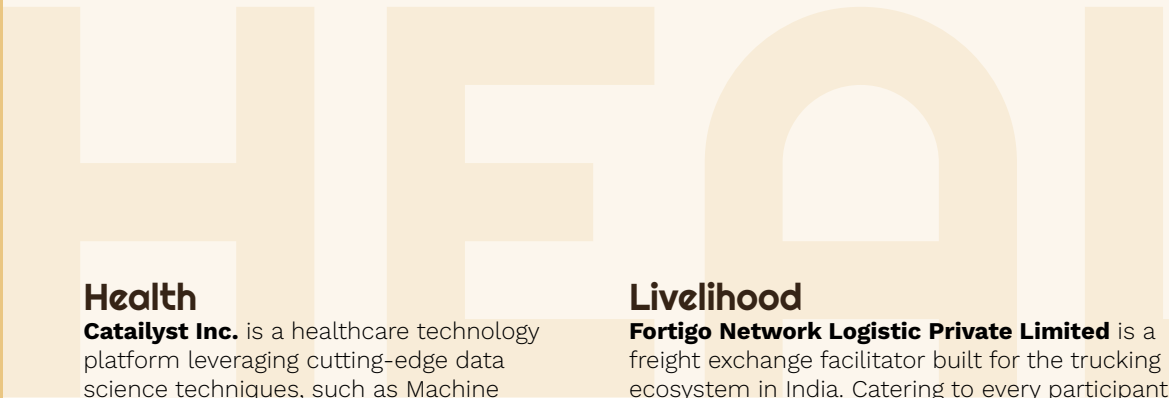 HEAL
Health
Catailyst Inc. is a healthcare technology
platform leveraging cutting-edge data
science techniques, such as Machine
Livelihood
Fortigo Network Logistic Private Limited is a
freight exchange facilitator built for the trucking
ecosystem in India. Catering to every participant